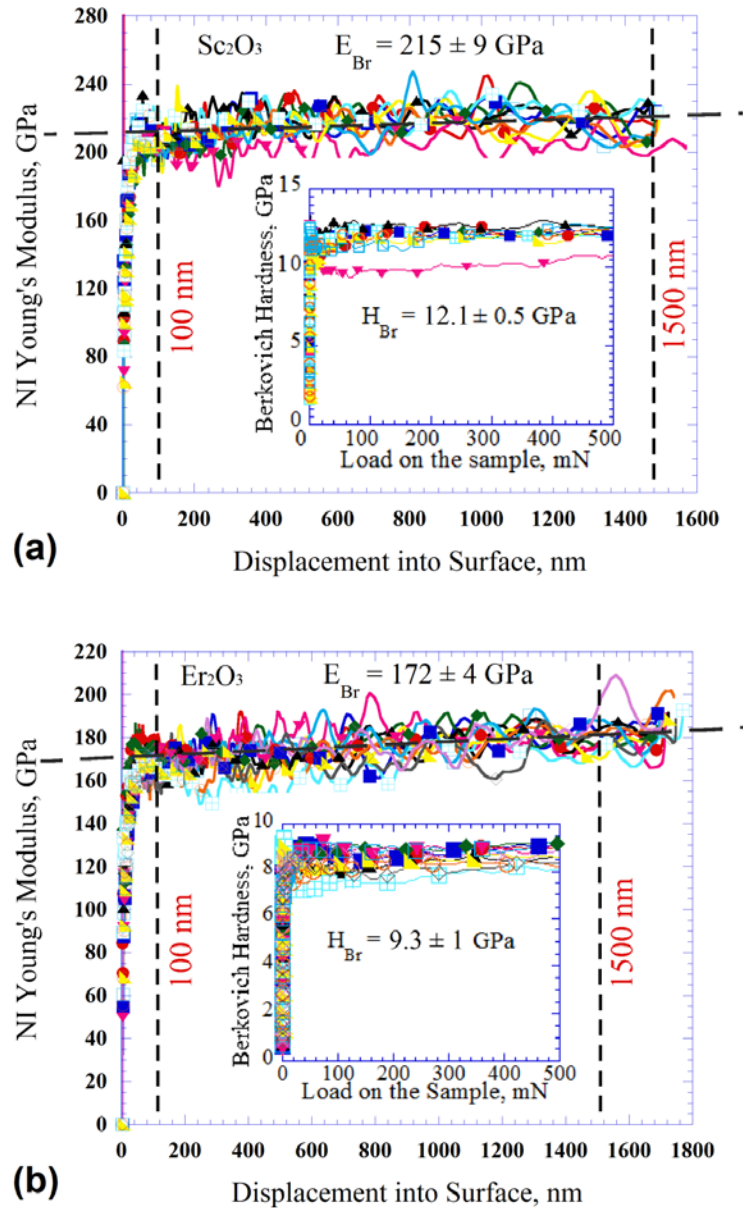 Sc₂O₃ E_Br = 215 ± 9 GPa
NI Young's Modulus, GPa
280
240
200
160
120
80
40
0
100 nm
1500 nm
Berkovich Hardness, GPa
15
10
5
0
H_Br = 12.1 ± 0.5 GPa
0 100 200 300 400 500
Load on the sample, mN
0 200 400 600 800 1000 1200 1400 1600
(a)
Displacement into Surface, nm
Er₂O₃ E_Br = 172 ± 4 GPa
NI Young's Modulus, GPa
220
200
180
160
140
120
100
80
60
40
20
0
100 nm
1500 nm
Berkovich Hardness, GPa
10
8
6
4
2
0
H_Br = 9.3 ± 1 GPa
0 100 200 300 400 500
Load on the Sample, mN
0 200 400 600 800 1000 1200 1400 1600 1800
(b)
Displacement into Surface, nm